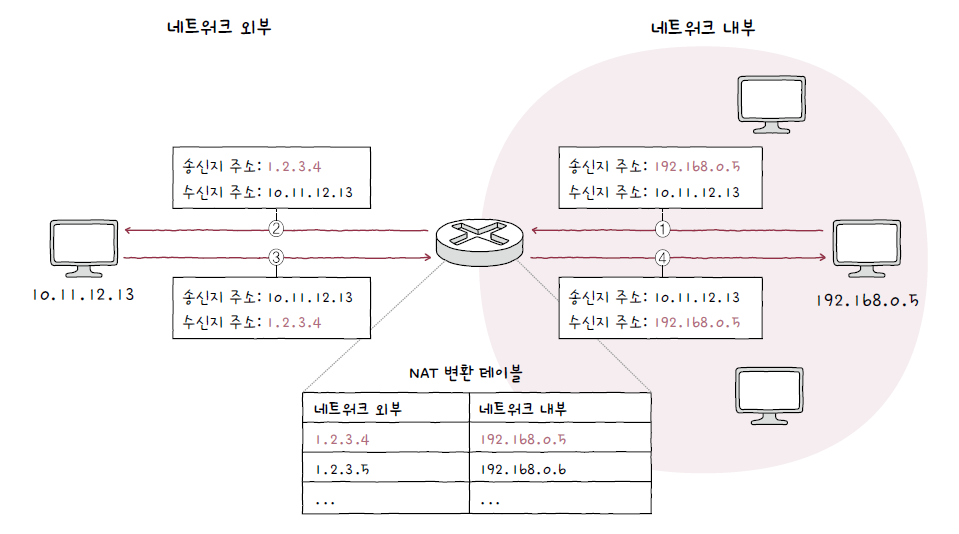 네트워크 외부
네트워크 내부
송신지 주소: 1.2.3.4
수신지 주소: 10.11.12.13
송신지 주소: 192.168.0.5
수신지 주소: 10.11.12.13
②
①
③
④
10.11.12.13
192.168.0.5
송신지 주소: 10.11.12.13
수신지 주소: 1.2.3.4
송신지 주소: 10.11.12.13
수신지 주소: 192.168.0.5
NAT 변환 테이블
네트워크 외부 네트워크 내부
1.2.3.4 192.168.0.5
1.2.3.5 192.168.0.6
... ...